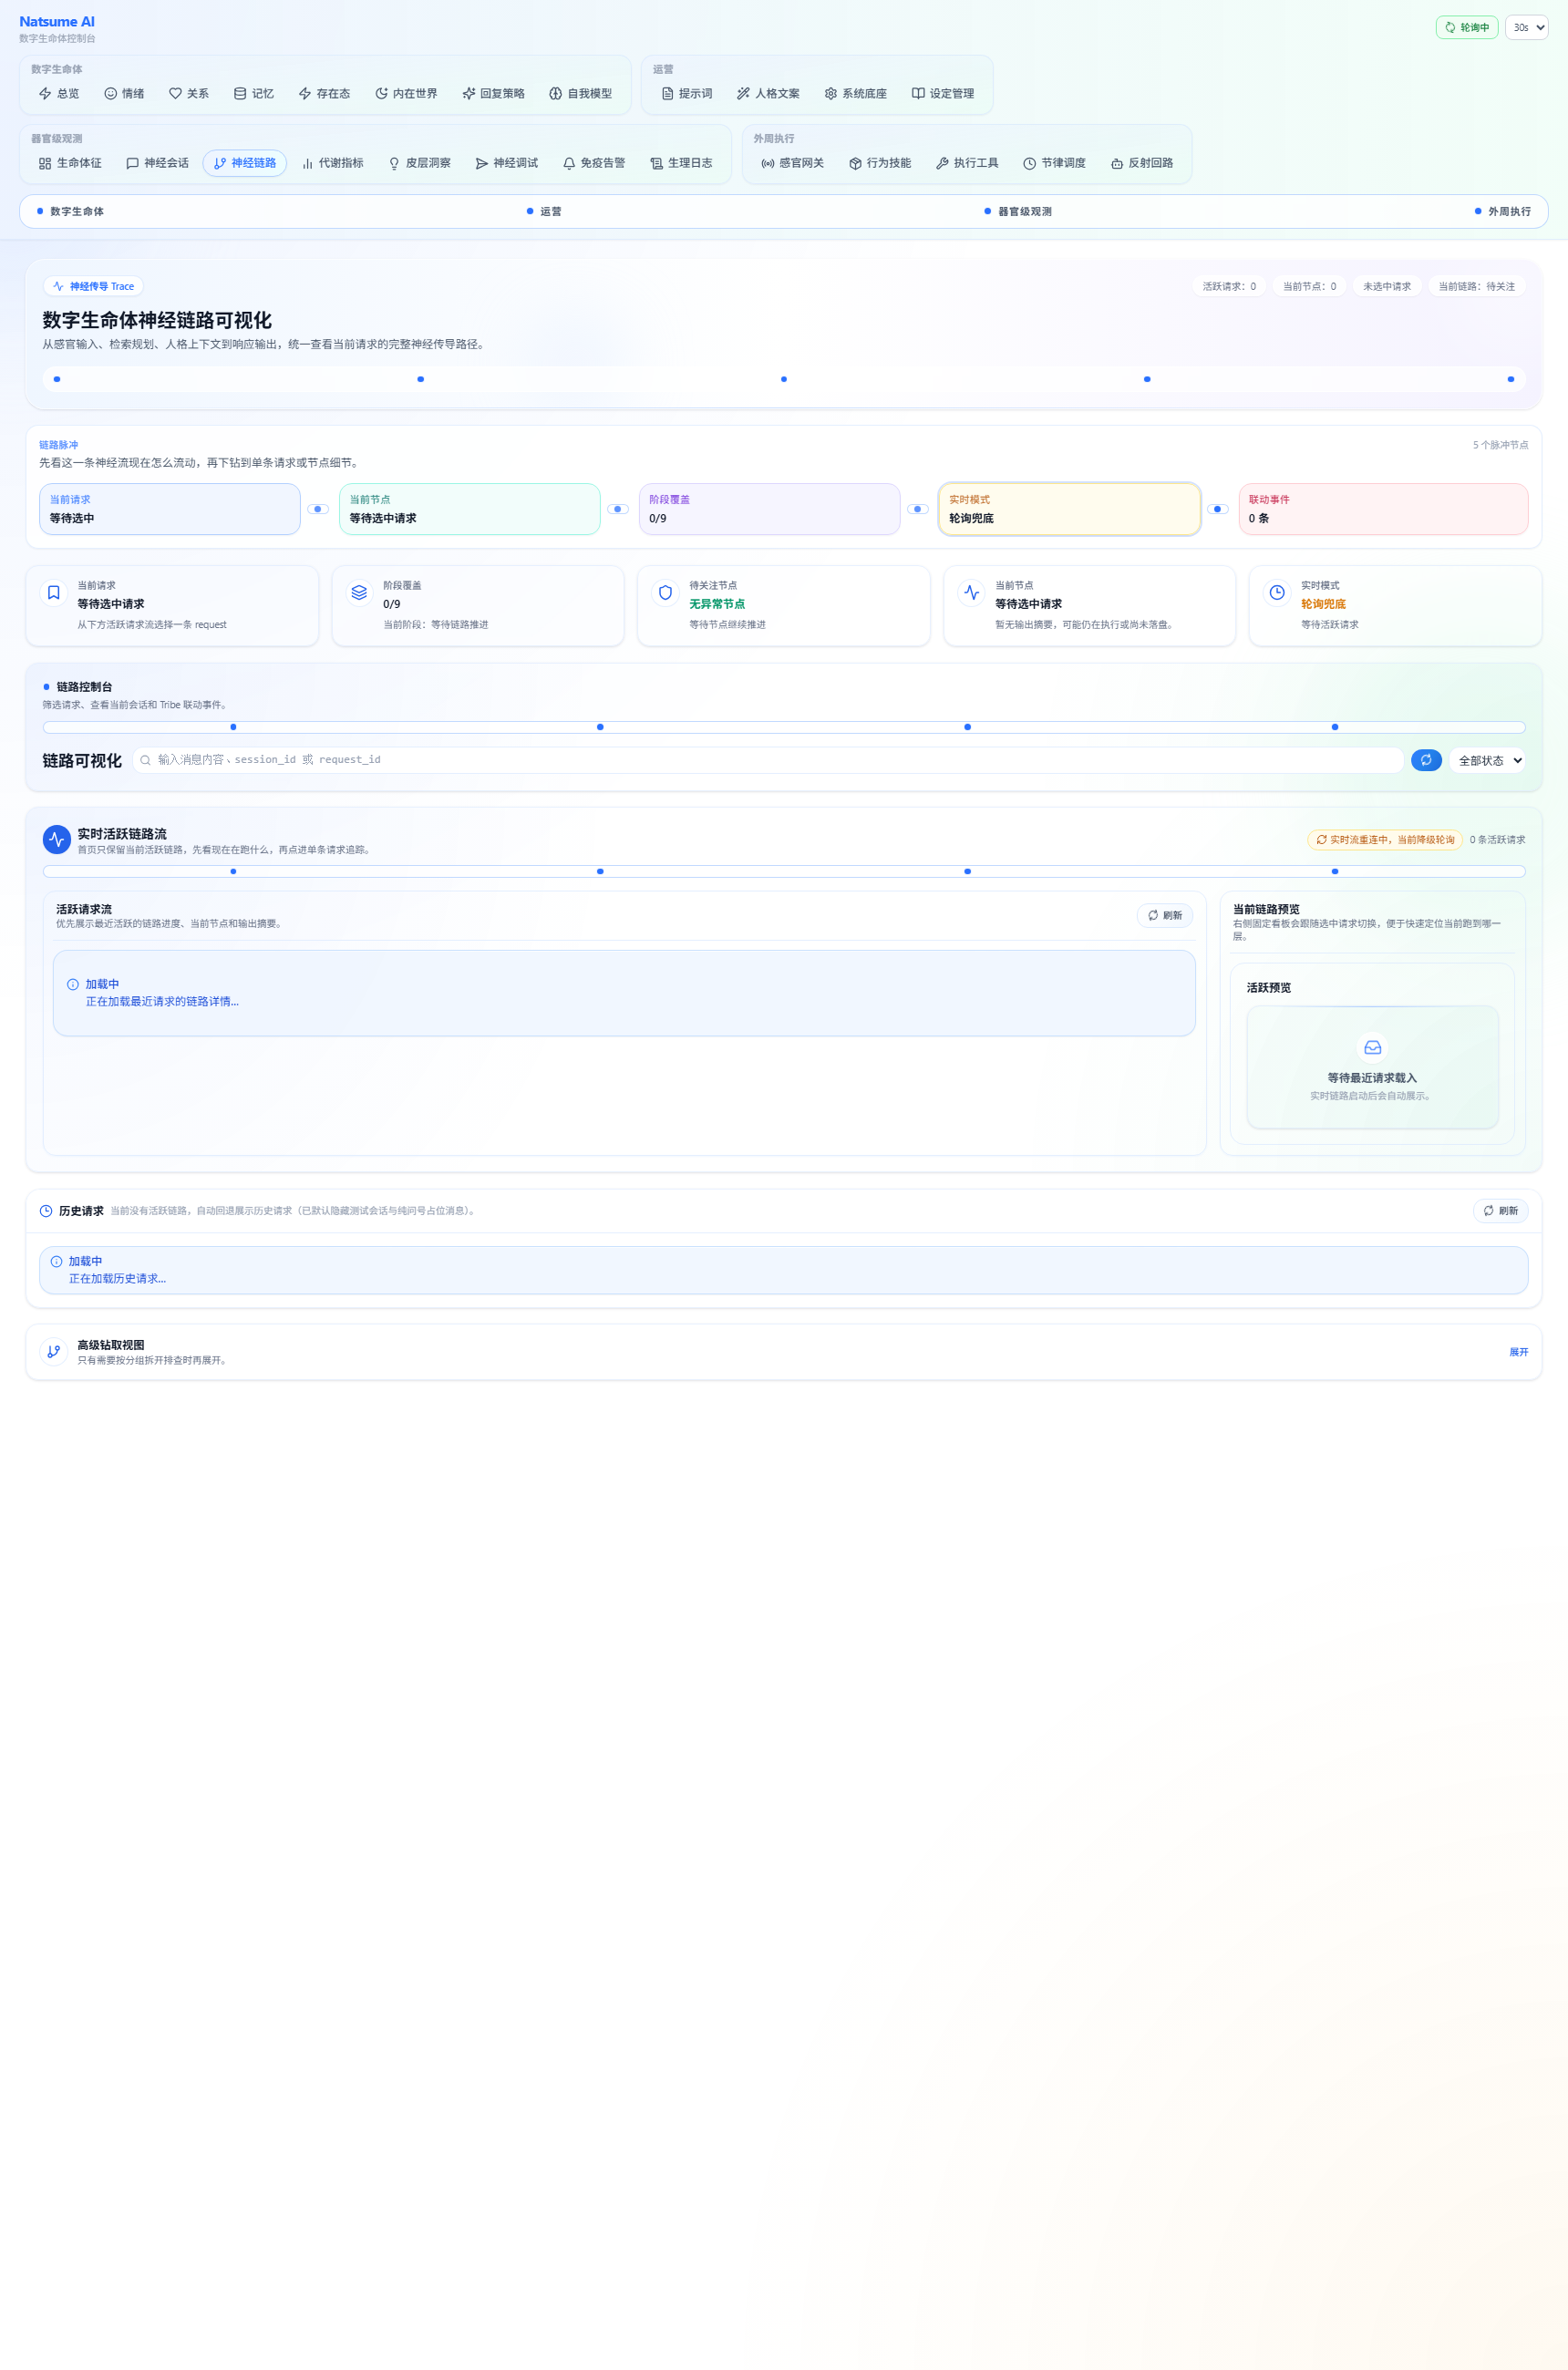 Natsume AI
数字生命体控制台
轮询中
30s
数字生命体
总览
情绪
关系
记忆
存在态
内在世界
回复策略
自我模型
运营
提示词
人格文案
系统底座
设定管理
器官级观测
生命体征
神经会话
神经链路
代谢指标
皮层洞察
神经调试
免疫告警
生理日志
外周执行
感官网关
行为技能
执行工具
节律调度
反射回路
数字生命体
运营
器官级观测
外周执行
神经传导 Trace
活跃请求：0
当前节点：0
未选中请求
当前链路：待关注
数字生命体神经链路可视化
从感官输入、检索规划、人格上下文到响应输出，统一查看当前请求的完整神经传导路径。
链路脉冲
5 个脉冲节点
先看这一条神经流现在怎么流动，再下钻到单条请求或节点细节。
当前请求
等待选中
当前节点
等待选中请求
阶段覆盖
0/9
实时模式
轮询兜底
联动事件
0 条
当前请求
等待选中请求
从下方活跃请求流选择一条 request
阶段覆盖
0/9
当前阶段：等待链路推进
待关注节点
无异常节点
等待节点继续推进
当前节点
等待选中请求
暂无输出摘要，可能仍在执行或尚未落盘。
实时模式
轮询兜底
等待活跃请求
链路控制台
筛选请求、查看当前会话和 Tribe 联动事件。
链路可视化
输入消息内容、session_id 或 request_id
全部状态
实时活跃链路流
首页只保留当前活跃链路，先看现在在跑什么，再点进单条请求追踪。
实时流重连中，当前降级轮询
0 条活跃请求
活跃请求流
优先展示最近活跃的链路进度、当前节点和输出摘要。
刷新
加载中
正在加载最近请求的链路详情...
当前链路预览
右侧固定看板会跟随选中请求切换，便于快速定位当前跑到哪一
层。
活跃预览
等待最近请求载入
实时链路启动后会自动展示。
历史请求
当前没有活跃链路，自动回退展示历史请求（已默认隐藏测试会话与纯问号占位消息）。
刷新
加载中
正在加载历史请求...
高级钻取视图
只有需要按分组拆开排查时再展开。
展开